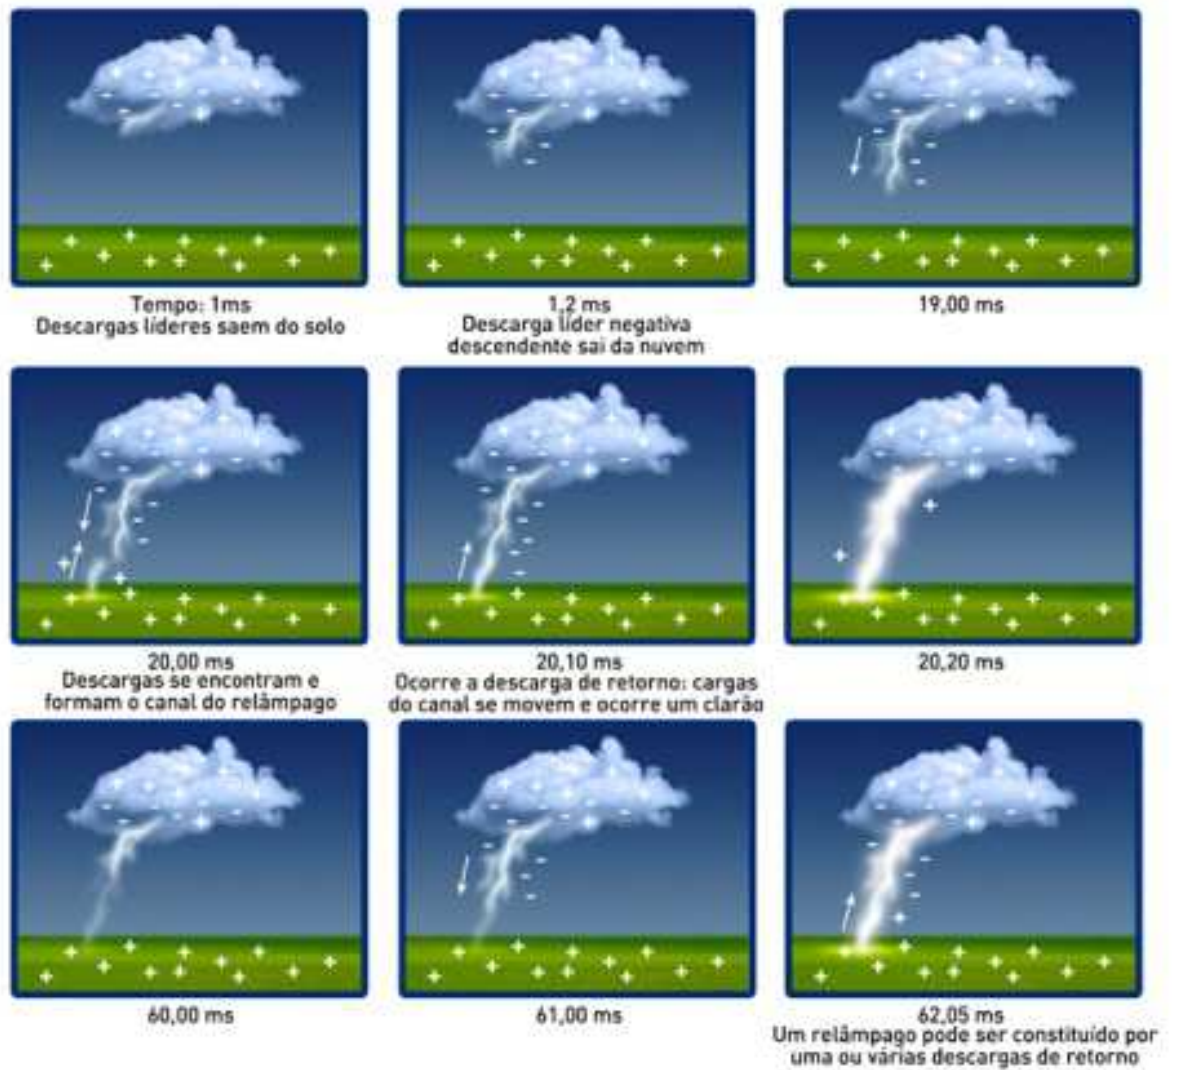 Tempo: 1ms
Descargas líderes saem do solo
1,2 ms
Descarga líder negativa
descendente sai da nuvem
19,00 ms
20,00 ms
Descargas se encontram e
formam o canal do relâmpago
20,10 ms
Ocorre a descarga de retorno: cargas
do canal se movem e ocorre um clarão
20,20 ms
60,00 ms
61,00 ms
62,05 ms
Um relâmpago pode ser constituído por
uma ou várias descargas de retorno